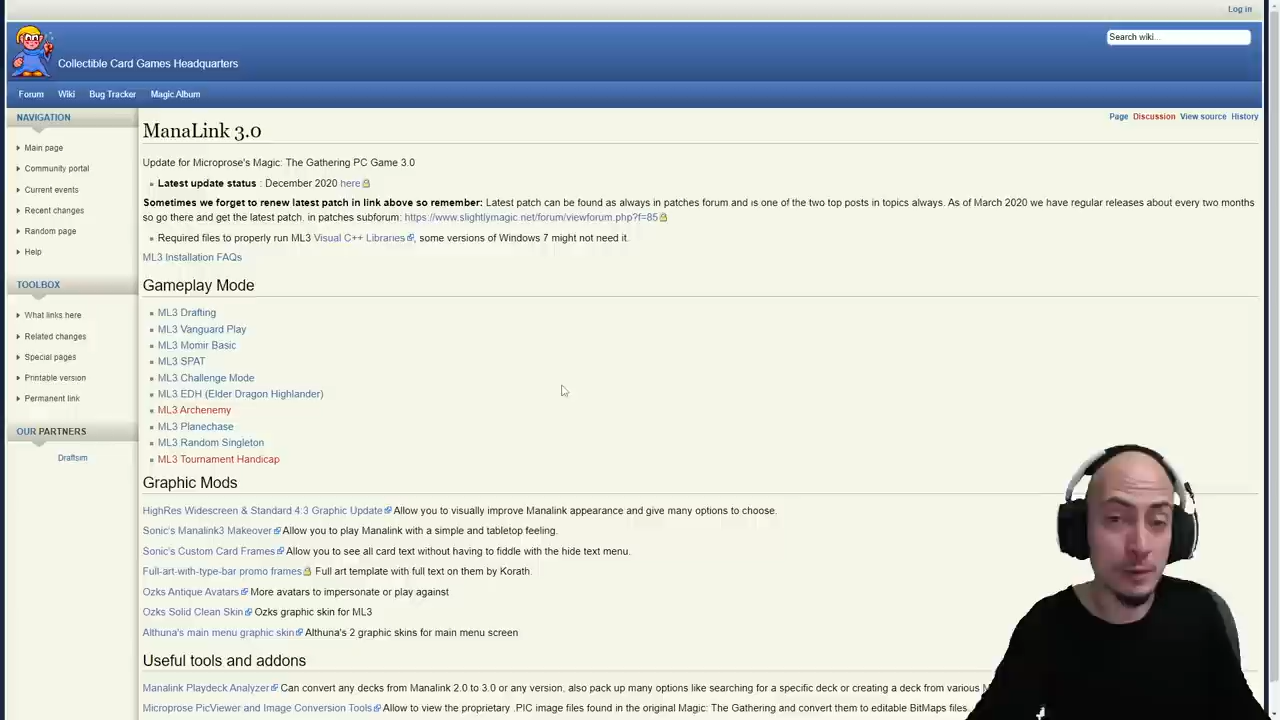 Log in
Search wiki...
Collectible Card Games Headquarters
Forum Wiki Bug Tracker Magic Album
NAVIGATION
Main page
Community portal
Current events
Recent changes
Random page
Help
TOOLBOX
What links here
Related changes
Special pages
Printable version
Permanent link
OUR PARTNERS
Draftsim
Page Discussion View source History
ManaLink 3.0
Update for Microprose's Magic: The Gathering PC Game 3.0
Latest update status : December 2020 here
Sometimes we forget to renew latest patch in link above so remember: Latest patch can be found as always in patches forum and is one of the two top posts in topics always. As of March 2020 we have regular releases about every two months
so go there and get the latest patch. in patches subforum: https://www.slightlymagic.net/forum/viewforum.php?f=85
Required files to properly run ML3 Visual C++ Libraries, some versions of Windows 7 might not need it.
ML3 Installation FAQs
Gameplay Mode
ML3 Drafting
ML3 Vanguard Play
ML3 Momir Basic
ML3 SPAT
ML3 Challenge Mode
ML3 EDH (Elder Dragon Highlander)
ML3 Archenemy
ML3 Planechase
ML3 Random Singleton
ML3 Tournament Handicap
Graphic Mods
HighRes Widescreen & Standard 4:3 Graphic Update Allow you to visually improve Manalink appearance and give many options to choose.
Sonic's Manalink3 Makeover Allow you to play Manalink with a simple and tabletop feeling.
Sonic's Custom Card Frames Allow you to see all card text without having to fiddle with the hide text menu.
Full-art-with-type-bar promo frames Full art template with full text on them by Korath.
Ozks Antique Avatars More avatars to impersonate or play against
Ozks Solid Clean Skin Ozks graphic skin for ML3
Althuna's main menu graphic skin Althuna's 2 graphic skins for main menu screen
Useful tools and addons
Manalink Playdeck Analyzer Can convert any decks from Manalink 2.0 to 3.0 or any version, also pack up many options like searching for a specific deck or creating a deck from various
Microprose PicViewer and Image Conversion Tools Allow to view the proprietary .PIC image files found in the original Magic: The Gathering and convert them to editable BitMaps files.